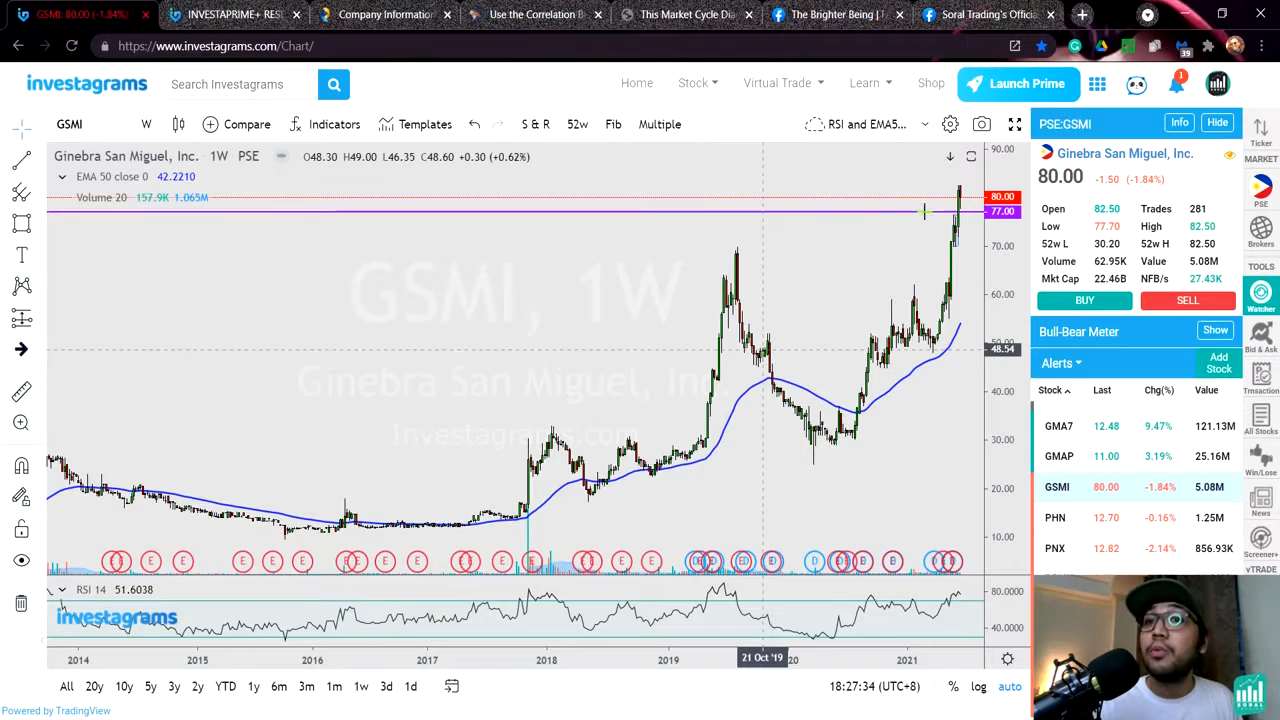 GSMI: 80.00 (-1.84%)
INVESTAPRIME+ RES
Company Information
Use the Correlation B
This Market Cycle Dia
The Brighter Being |
Soral Trading's Offici
https://www.investagrams.com/Chart/
39
investagrams
Search Investagrams
Home
Stock
Virtual Trade
Learn
Shop
Launch Prime
1
GSMI
W
Compare
Indicators
Templates
S & R
52w
Fib
Multiple
RSI and EMA5...
Ginebra San Miguel, Inc. 1W PSE
O48.30 H49.00 L46.35 C48.60 +0.30 (+0.62%)
EMA 50 close 0 42.2210
Volume 20 157.9K 1.065M
GSMI, 1W
Ginebra San Miguel, Inc.
investagrams.com/Chart
90.00
80.00
77.00
70.00
60.00
50.00
48.54
40.00
30.00
20.00
10.00
RSI 14 51.6038
investagrams
80.0000
40.0000
2014
2015
2016
2017
2018
2019
21 Oct '19
20
2021
All
20y
10y
5y
3y
2y
YTD
1y
6m
3m
1m
1w
3d
1d
18:27:34 (UTC+8)
%
log
auto
Powered by TradingView
PSE:GSMI
Info
Hide
Ginebra San Miguel, Inc.
80.00 -1.50 (-1.84%)
Open 82.50 Trades 281
Low 77.70 High 82.50
52w L 30.20 52w H 82.50
Volume 62.95K Value 5.08M
Mkt Cap 22.46B NFB/s 27.43K
BUY
SELL
Bull-Bear Meter
Show
Alerts
Add Stock
Stock Last Chg(%) Value
GMA7 12.48 9.47% 121.13M
GMAP 11.00 3.19% 25.16M
GSMI 80.00 -1.84% 5.08M
PHN 12.70 -0.16% 1.25M
PNX 12.82 -2.14% 856.93K
Ticker
MARKET
PSE
Brokers
TOOLS
Watcher
Bid & Ask
Trnsaction
All Stocks
Win/Lose
News
Screener+
vTRADE
SORAL